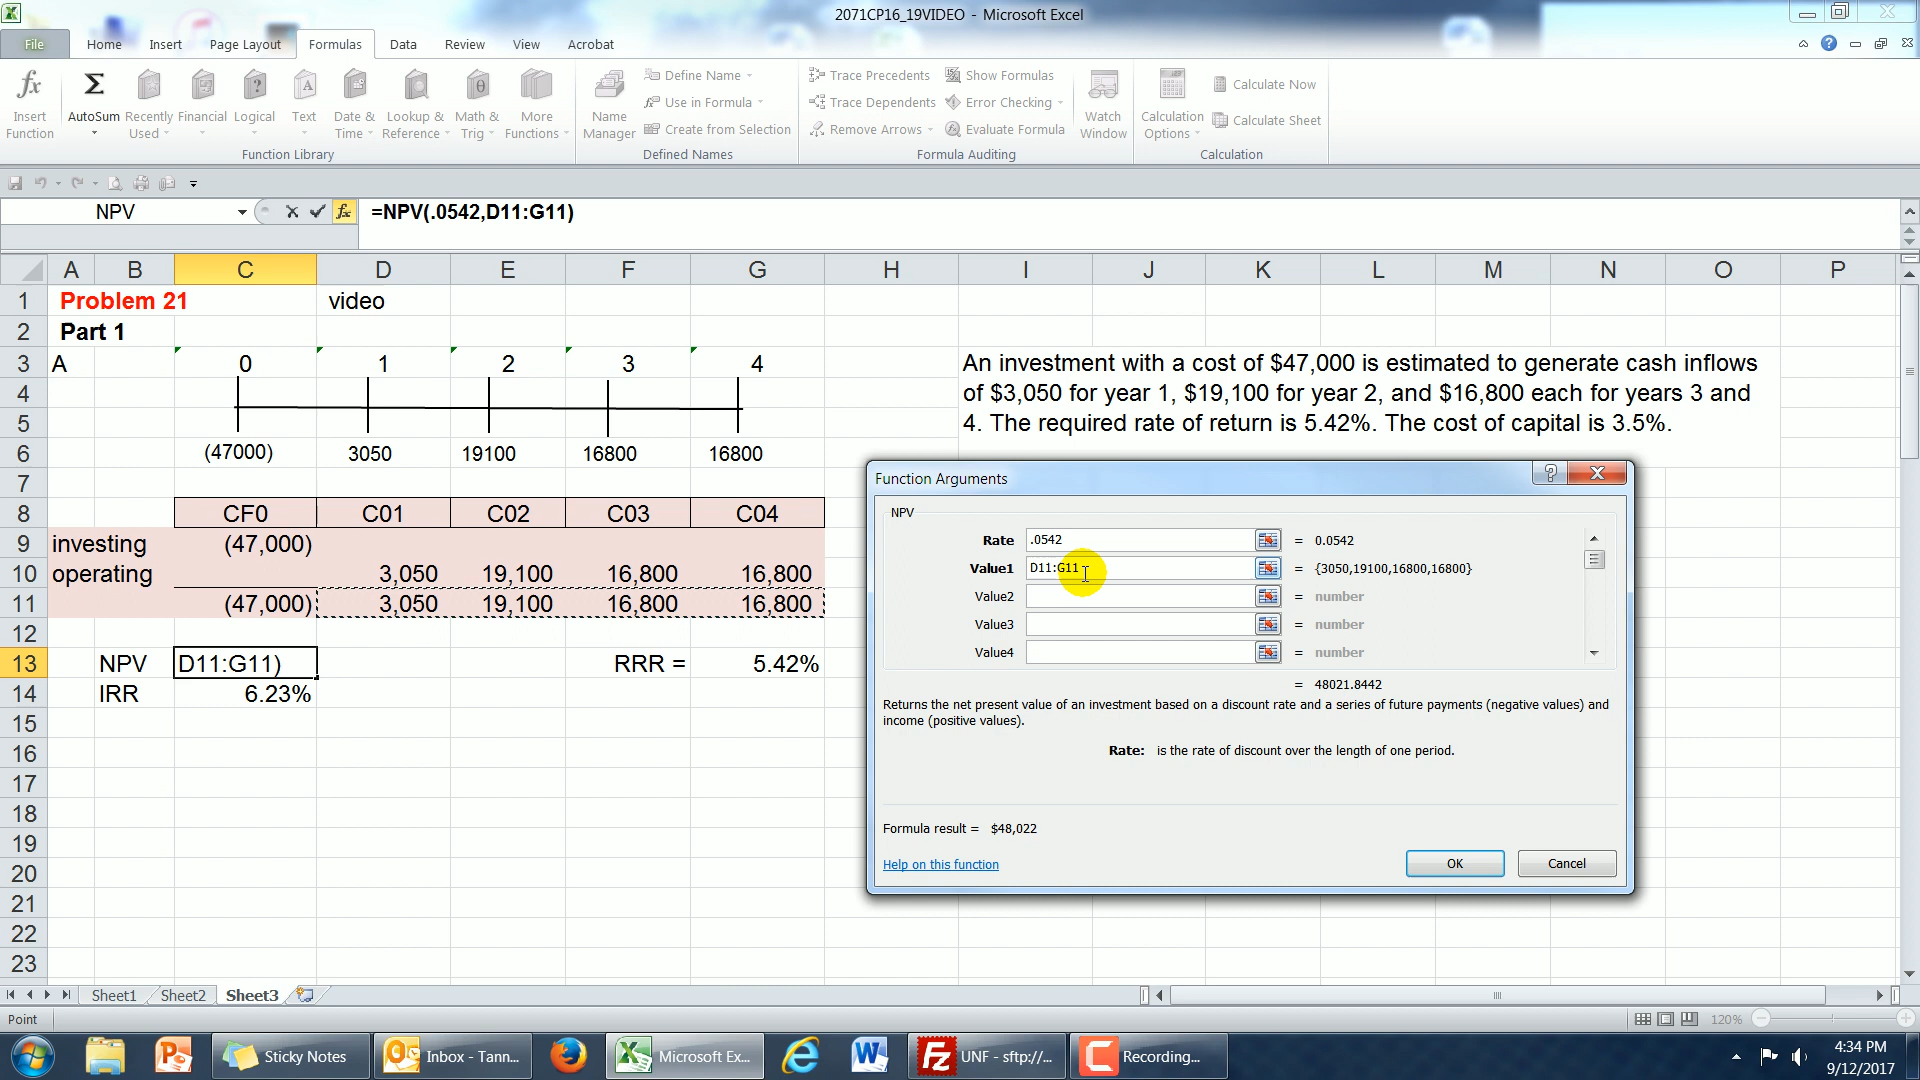 2071CP16_19VIDEO - Microsoft Excel
File Home Insert Page Layout Formulas Data Review View Acrobat
Insert Function
AutoSum
Recently Used
Financial
Logical
Text
Date & Time
Lookup & Reference
Math & Trig
More Functions
Function Library
Name Manager
Define Name
Use in Formula
Create from Selection
Defined Names
Trace Precedents
Trace Dependents
Remove Arrows
Show Formulas
Error Checking
Evaluate Formula
Watch Window
Formula Auditing
Calculation Options
Calculate Now
Calculate Sheet
Calculation
NPV =NPV(.0542,D11:G11)
A B C D E F G H I J K L M N O P
1 Problem 21 video
2 Part 1
3 A 0 1 2 3 4
An investment with a cost of $47,000 is estimated to generate cash inflows
4 of $3,050 for year 1, $19,100 for year 2, and $16,800 each for years 3 and
5 4. The required rate of return is 5.42%. The cost of capital is 3.5%.
6 (47000) 3050 19100 16800 16800
7
8 CF0 C01 C02 C03 C04
9 investing (47,000)
10 operating 3,050 19,100 16,800 16,800
11 (47,000) 3,050 19,100 16,800 16,800
12
13 NPV D11:G11) RRR = 5.42%
14 IRR 6.23%
15
16
17
18
19
20
21
22
23
Function Arguments
NPV
Rate .0542 = 0.0542
Value1 D11:G11 = {3050,19100,16800,16800}
Value2 = number
Value3 = number
Value4 = number
= 48021.8442
Returns the net present value of an investment based on a discount rate and a series of future payments (negative values) and
income (positive values).
Rate: is the rate of discount over the length of one period.
Formula result = $48,022
Help on this function OK Cancel
Sheet1 Sheet2 Sheet3
Point 120%
Sticky Notes Inbox - Tann... Microsoft Ex... UNF - sftp://... Recording...
4:34 PM
9/12/2017